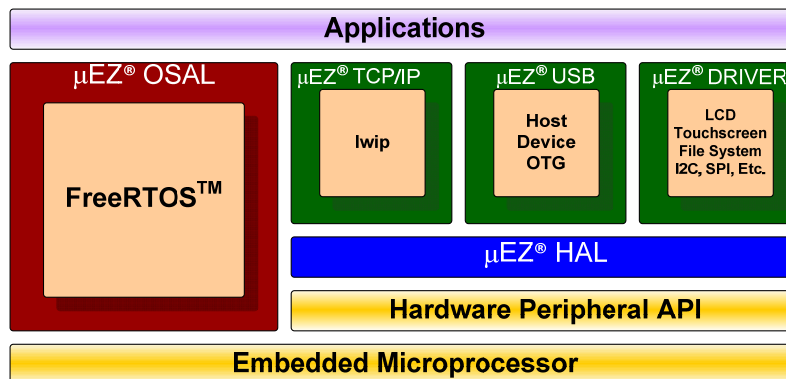 Applications
µEZ® OSAL
FreeRTOS™
µEZ® TCP/IP
lwip
µEZ® USB
Host
Device
OTG
µEZ® DRIVER
LCD
Touchscreen
File System
I2C, SPI, Etc.
µEZ® HAL
Hardware Peripheral API
Embedded Microprocessor